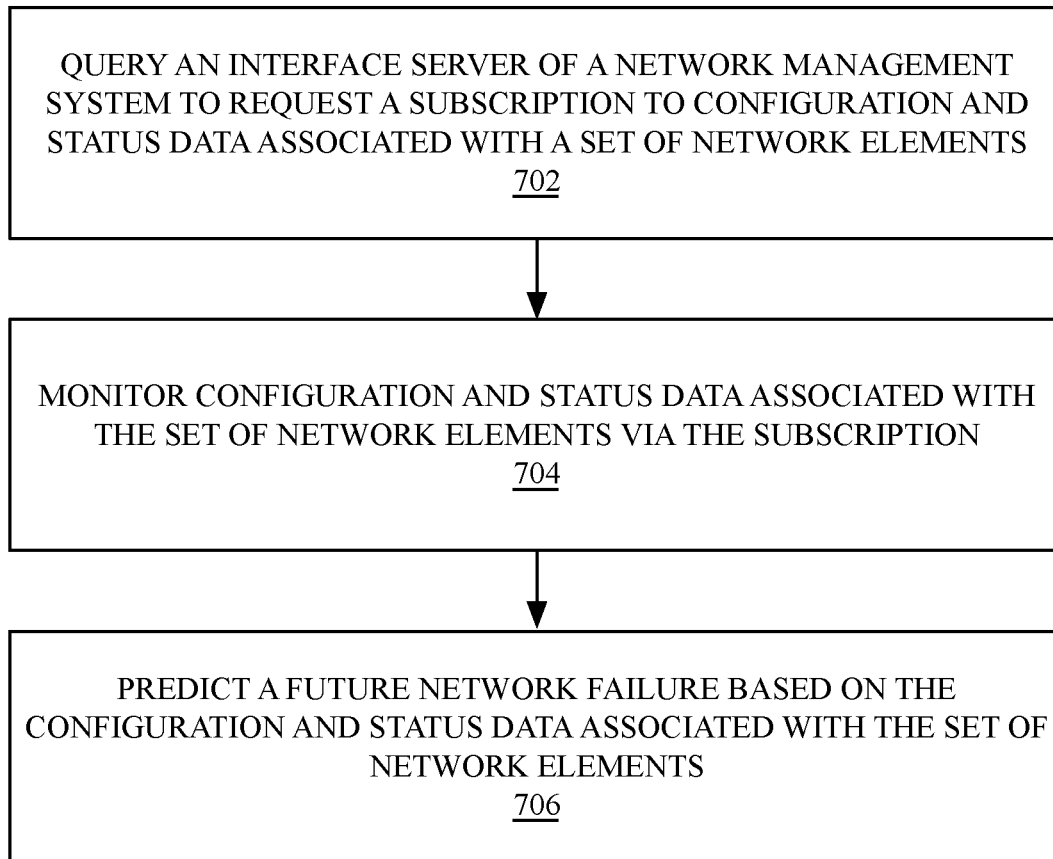 QUERY AN INTERFACE SERVER OF A NETWORK MANAGEMENT
SYSTEM TO REQUEST A SUBSCRIPTION TO CONFIGURATION AND
STATUS DATA ASSOCIATED WITH A SET OF NETWORK ELEMENTS
702
MONITOR CONFIGURATION AND STATUS DATA ASSOCIATED WITH
THE SET OF NETWORK ELEMENTS VIA THE SUBSCRIPTION
704
PREDICT A FUTURE NETWORK FAILURE BASED ON THE
CONFIGURATION AND STATUS DATA ASSOCIATED WITH THE SET OF
NETWORK ELEMENTS
706